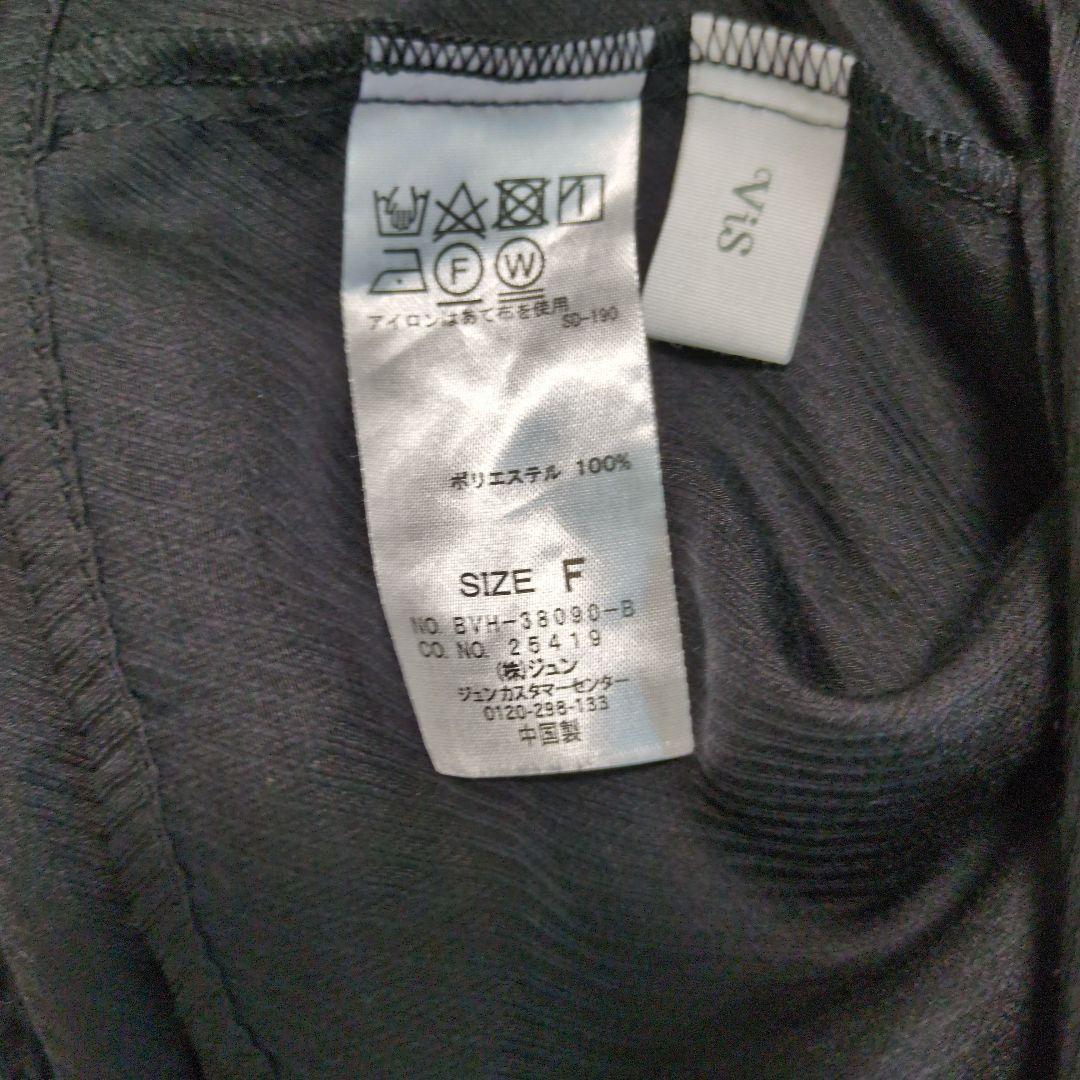 F W
アイロンはあて布を使用
SD-190
ポリエステル 100%
SIZE F
NO. BVH-38090-B
CO. NO. 25419
(株)ジュン
ジュンカスタマーセンター
0120-298-133
中国製
ViS